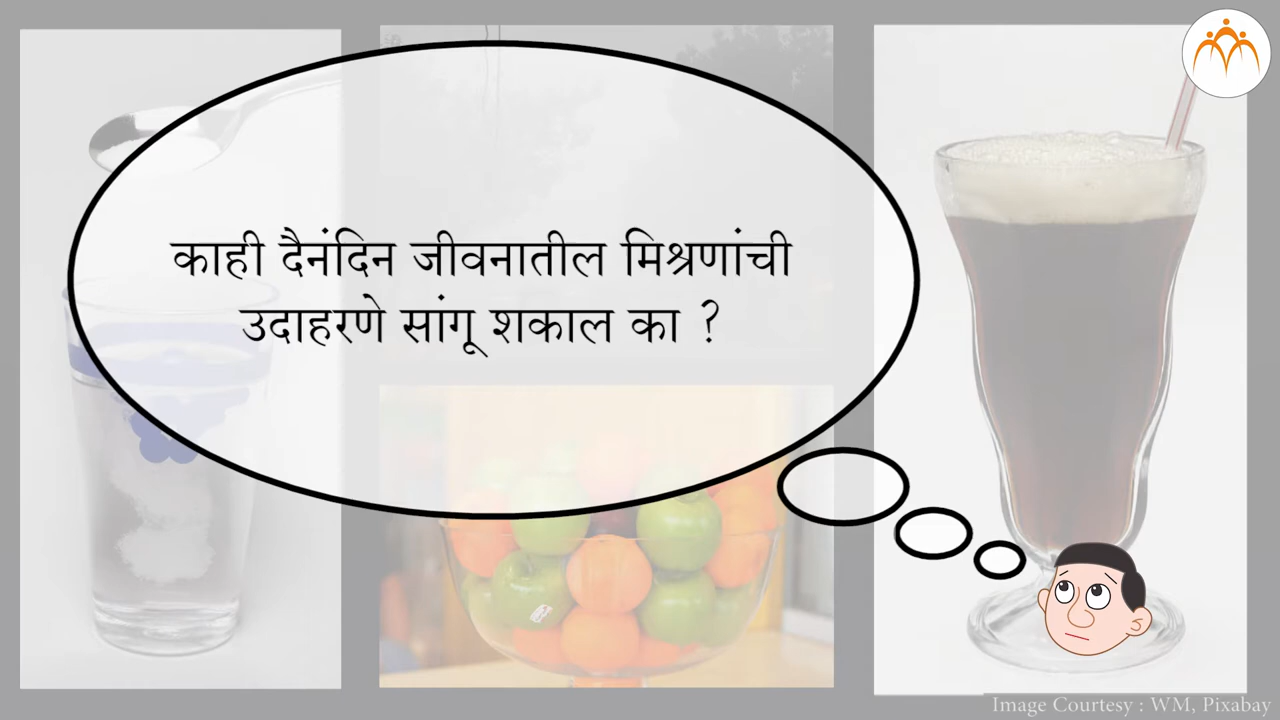 काही दैनंदिन जीवनातील मिश्रणांची
उदाहरणे सांगू शकाल का ?
Image Courtesy : WM, Pixabay